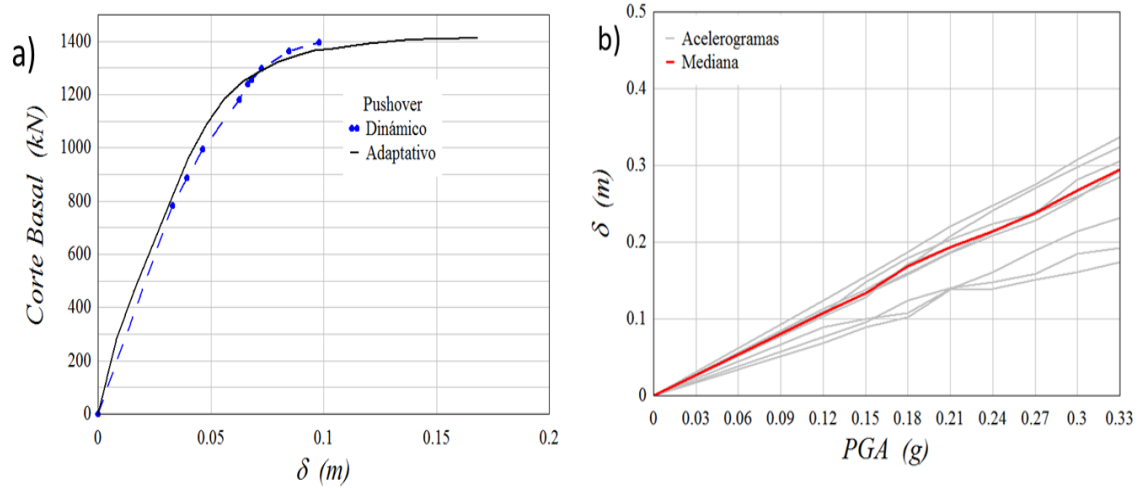 a)
1400
1200
1000
800
600
400
200
0
Corte Basal (kN)
Pushover
Dinámico
Adaptativo
0 0.05 0.1 0.15 0.2
δ (m)
b)
0.5
0.4
0.3
0.2
0.1
0
δ (m)
Acelerogramas
Mediana
0 0.03 0.06 0.09 0.12 0.15 0.18 0.21 0.24 0.27 0.3 0.33
PGA (g)